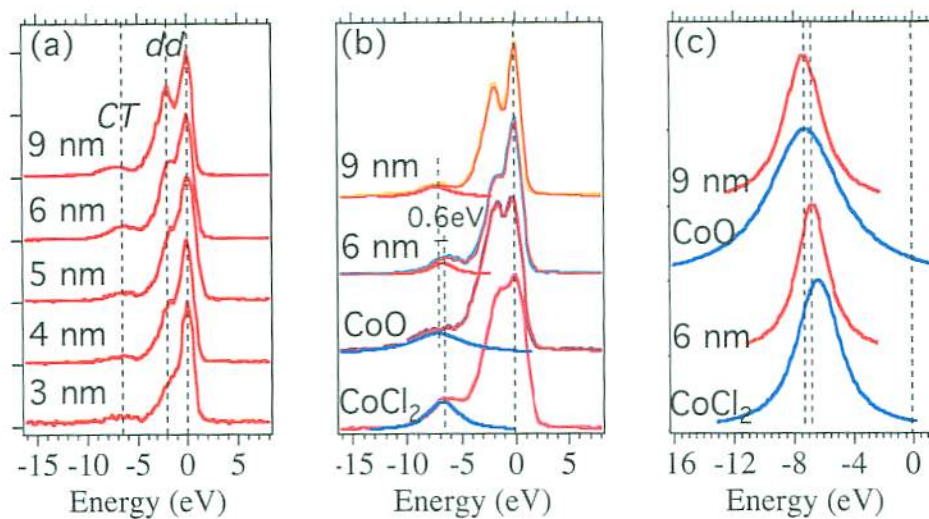 (a)
dd
CT
9 nm
6 nm
5 nm
4 nm
3 nm
-15 -10 -5 0 5
Energy (eV)
(b)
9 nm
0.6eV
6 nm
CoO
CoCl2
-15 -10 -5 0 5
Energy (eV)
(c)
9 nm
CoO
6 nm
CoCl2
16 -12 -8 -4 0
Energy (eV)